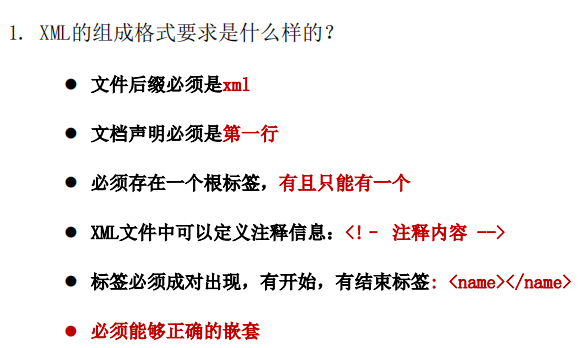 1. XML的组成格式要求是什么样的？
● 文件后缀必须是xml
● 文档声明必须是第一行
● 必须存在一个根标签，有且只能有一个
● XML文件中可以定义注释信息：<!– 注释内容 -->
● 标签必须成对出现，有开始，有结束标签: <name></name>
● 必须能够正确的嵌套